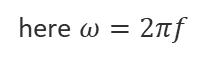 here ω = 2πf